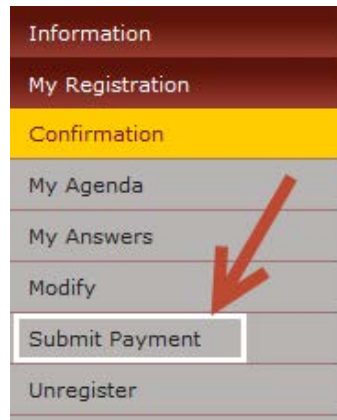 Information
My Registration
Confirmation
My Agenda
My Answers
Modify
Submit Payment
Unregister